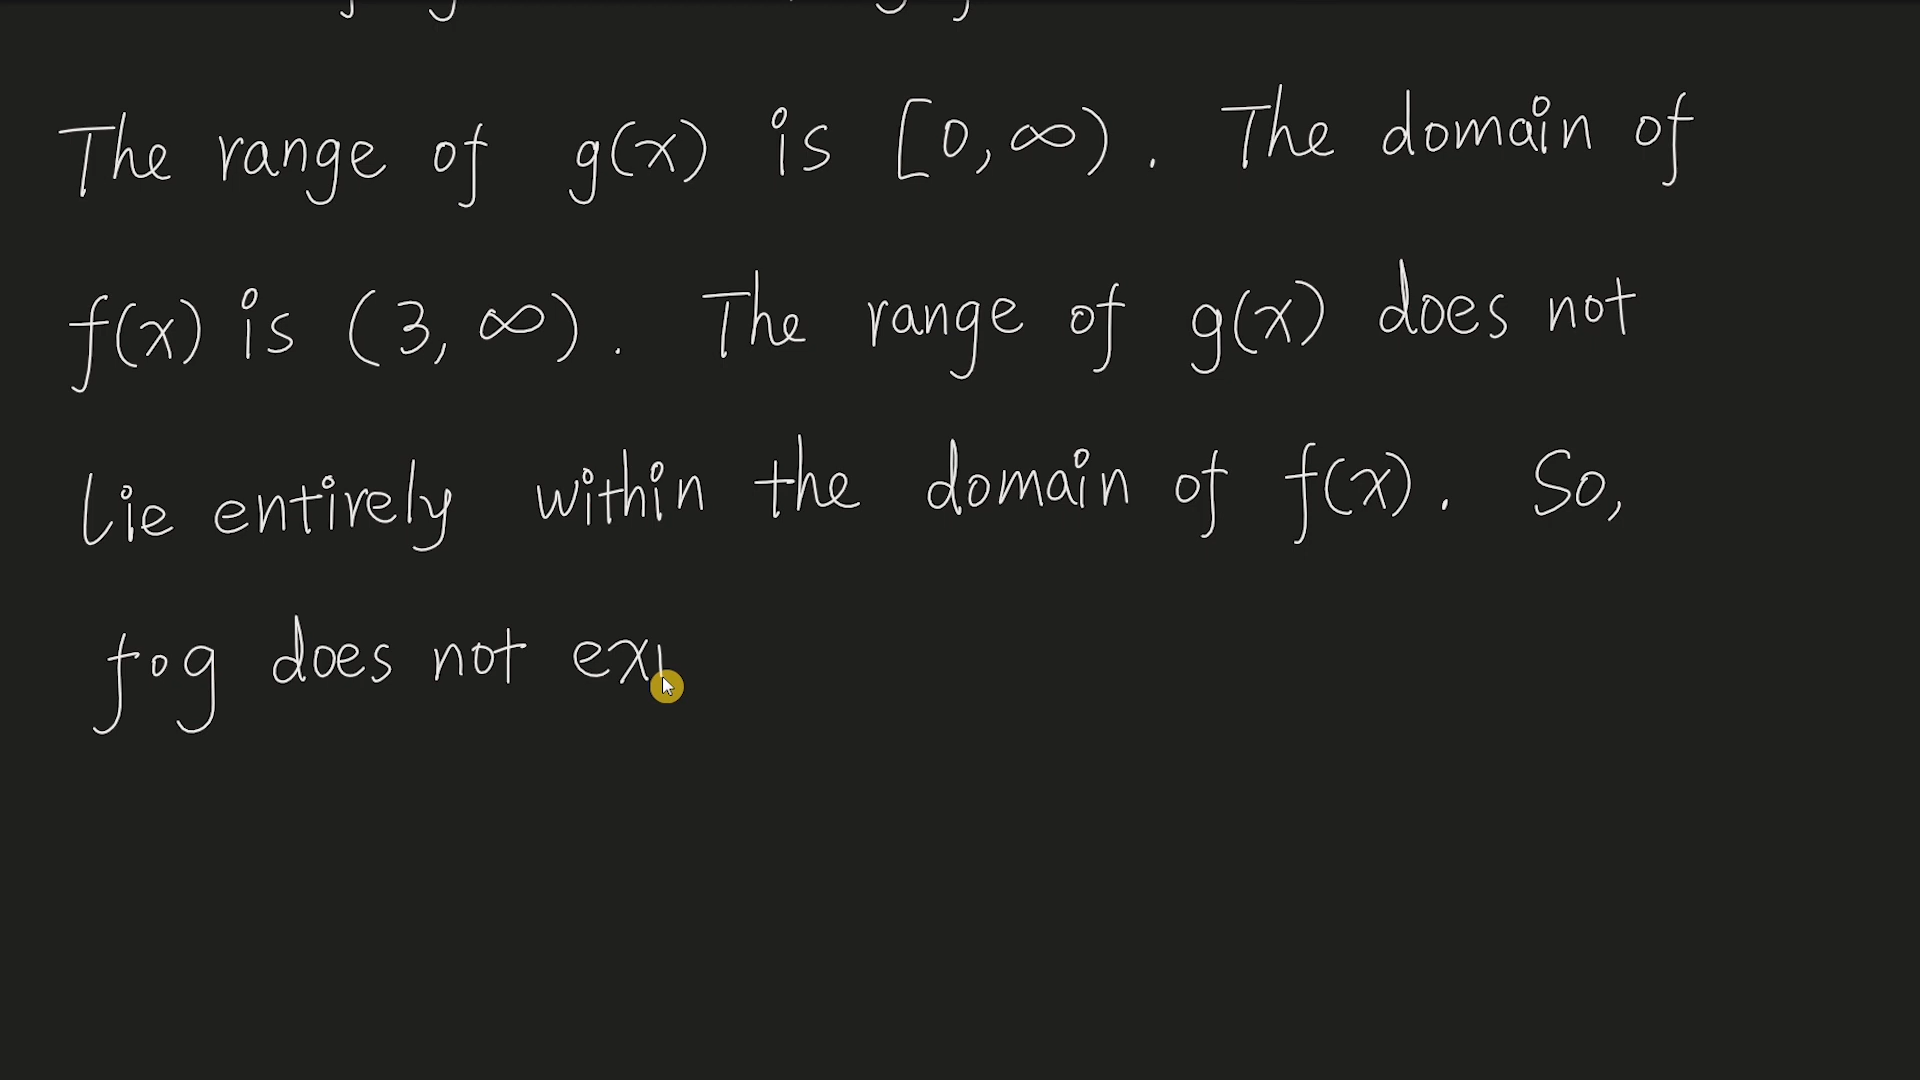 The range of g(x) is [0, ∞). The domain of
f(x) is (3, ∞). The range of g(x) does not
lie entirely within the domain of f(x). So,
f∘g does not exi